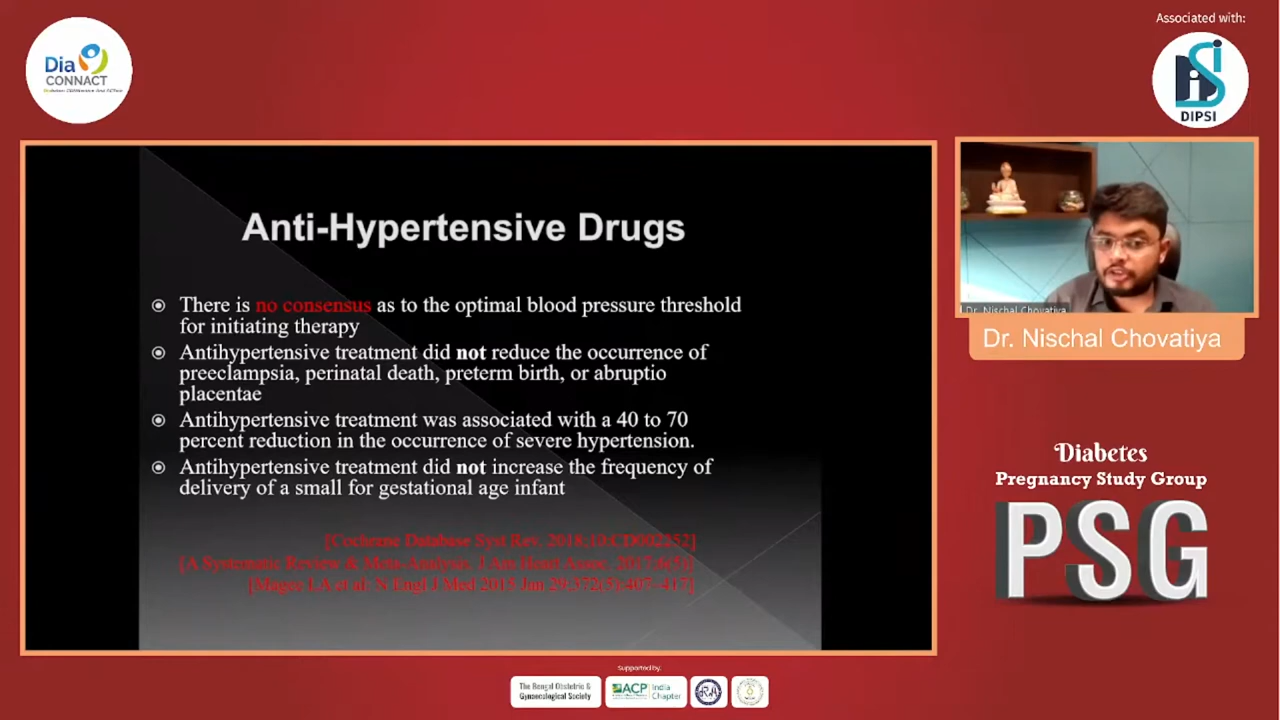 Associated with:
Dia
CONNACT
DIPSI
Anti-Hypertensive Drugs
There is no consensus as to the optimal blood pressure threshold
for initiating therapy
Antihypertensive treatment did not reduce the occurrence of
preeclampsia, perinatal death, preterm birth, or abruptio
placentae
Antihypertensive treatment was associated with a 40 to 70
percent reduction in the occurrence of severe hypertension.
Antihypertensive treatment did not increase the frequency of
delivery of a small for gestational age infant
[Cochrane Database Syst Rev. 2018;10:CD002252]
[A Systematic Review & Meta-Analysis. J Am Heart Assoc. 2017;6(5)]
[Magee LA et al: N Engl J Med 2015 Jan 29;372(5):407–417]
Dr. Nischal Chovatiya
Dr. Nischal Chovatiya
Diabetes
Pregnancy Study Group
PSG
Supported by:
The Bengal Obstetric &
Gynaecological Society
ACP India
Chapter